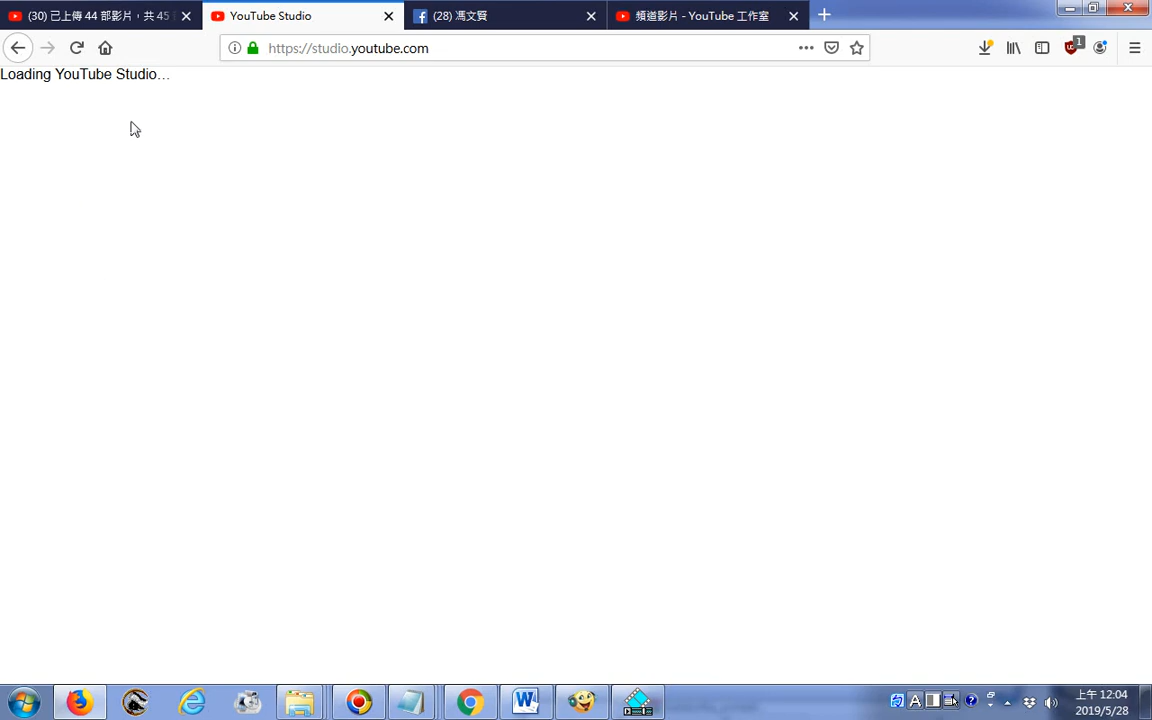 (30) 已上傳 44 部影片，共 45
YouTube Studio
(28) 馮文賢
頻道影片 - YouTube 工作室
https://studio.youtube.com
1
Loading YouTube Studio…
上午 12:04
2019/5/28